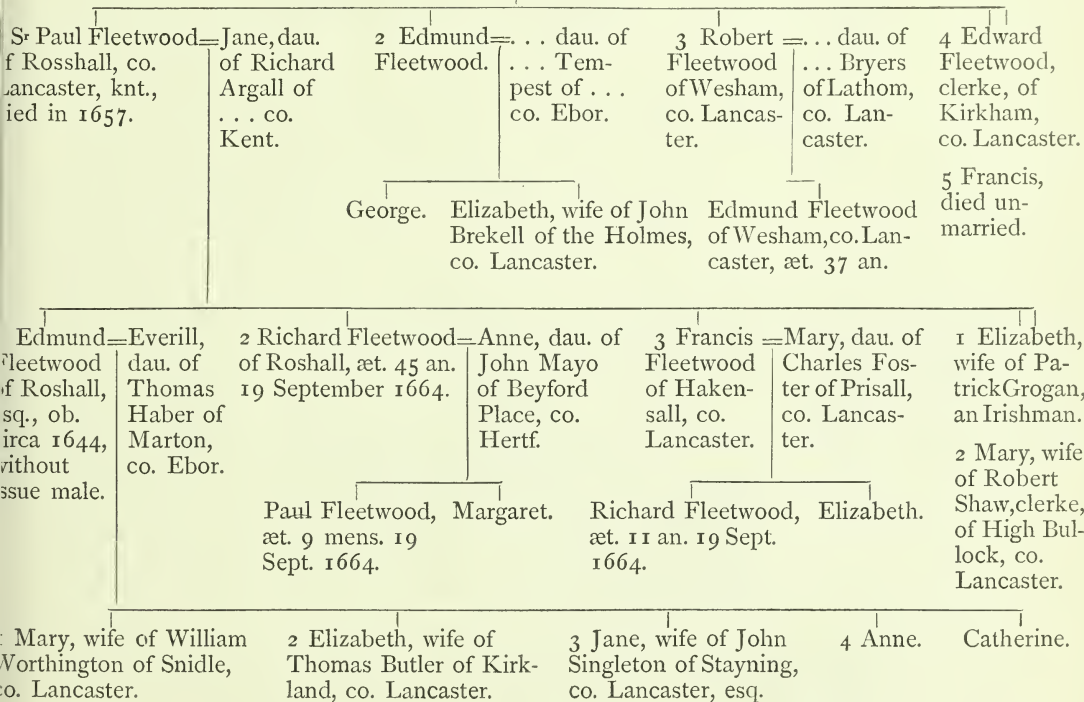 Sr Paul Fleetwood=Jane, dau.
f Rosshall, co.
ancaster, knt.,
ied in 1657.
of Richard
Argall of
. . . co.
Kent.
2 Edmund=. . . dau. of
Fleetwood.
. . . Tem-
pest of . . .
co. Ebor.
3 Robert =. . . dau. of
Fleetwood
of Wesham,
co. Lancas-
ter.
. . . Bryers
of Lathom,
co. Lan-
caster.
4 Edward
Fleetwood,
clerke, of
Kirkham,
co. Lancaster.
5 Francis,
died un-
married.
George.
Elizabeth, wife of John
Brekell of the Holmes,
co. Lancaster.
Edmund Fleetwood
of Wesham, co. Lan-
caster, æt. 37 an.
Edmund=Everill,
leetwood
f Roshall,
sq., ob.
irca 1644,
vithout
ssue male.
dau. of
Thomas
Haber of
Marton,
co. Ebor.
2 Richard Fleetwood=Anne, dau. of
of Roshall, æt. 45 an.
19 September 1664.
John Mayo
of Beyford
Place, co.
Hertf.
3 Francis =Mary, dau. of
Fleetwood
of Haken-
sall, co.
Lancaster.
Charles Fos-
ter of Prisall,
co. Lancas-
ter.
1 Elizabeth,
wife of Pa-
trick Grogan,
an Irishman.
2 Mary, wife
of Robert
Shaw, clerke,
of High Bul-
lock, co.
Lancaster.
Paul Fleetwood,
æt. 9 mens. 19
Sept. 1664.
Margaret.
Richard Fleetwood,
æt. 11 an. 19 Sept.
1664.
Elizabeth.
Mary, wife of William
Worthington of Snidle,
co. Lancaster.
2 Elizabeth, wife of
Thomas Butler of Kirk-
land, co. Lancaster.
3 Jane, wife of John
Singleton of Stayning,
co. Lancaster, esq.
4 Anne.
Catherine.